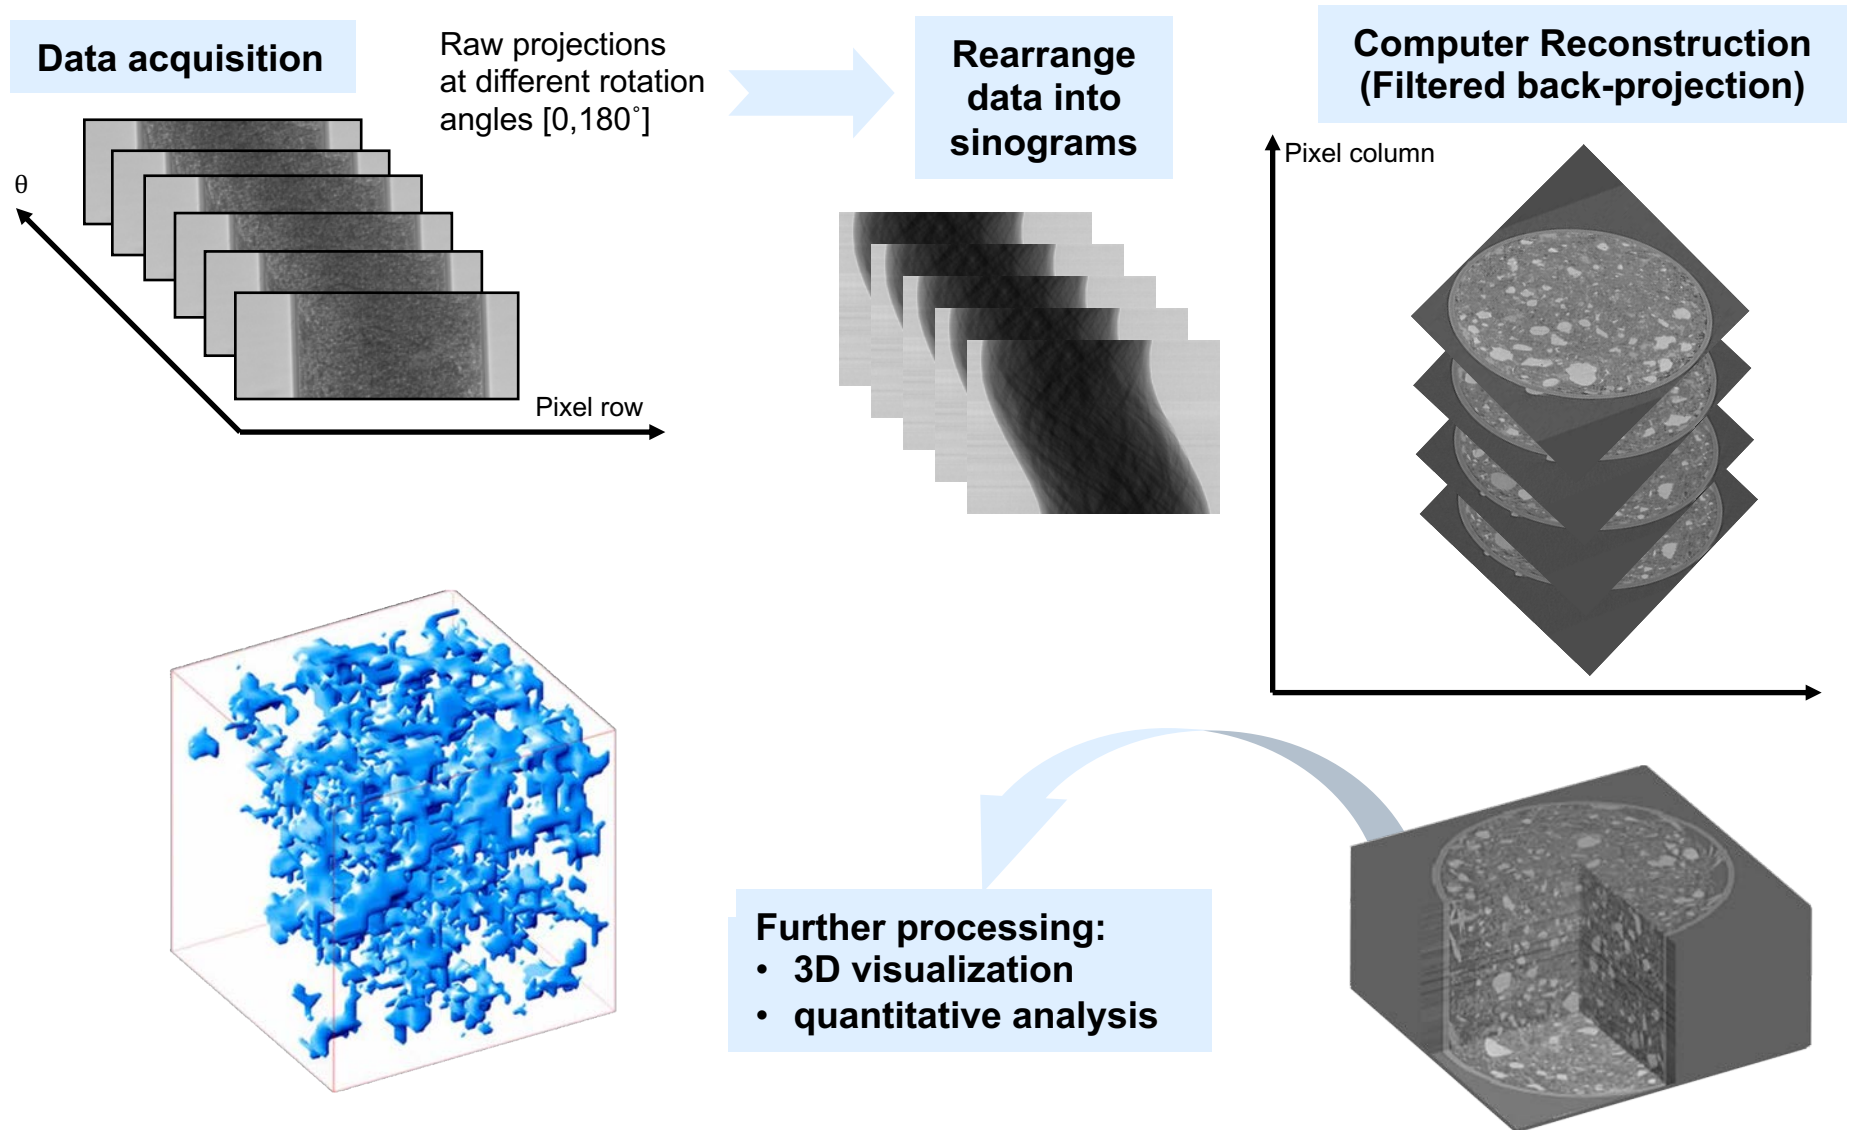 Data acquisition
Raw projections
at different rotation
angles [0,180˚]
Rearrange
data into
sinograms
Computer Reconstruction
(Filtered back-projection)
θ
Pixel row
Pixel column
Further processing:
• 3D visualization
• quantitative analysis